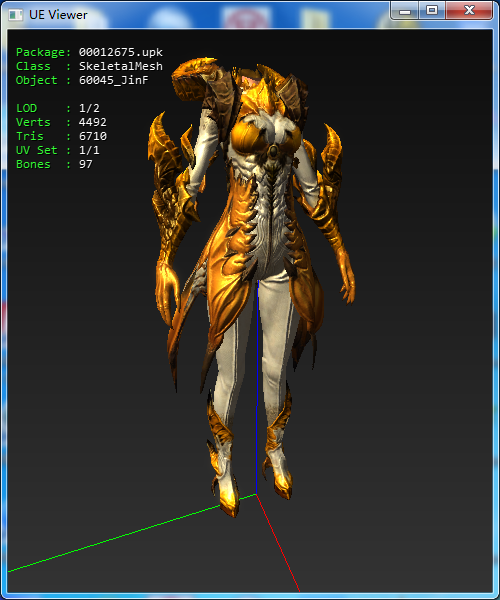 UE Viewer
Package: 00012675.upk
Class  : SkeletalMesh
Object : 60045_JinF
LOD    : 1/2
Verts  : 4492
Tris   : 6710
UV Set : 1/1
Bones  : 97